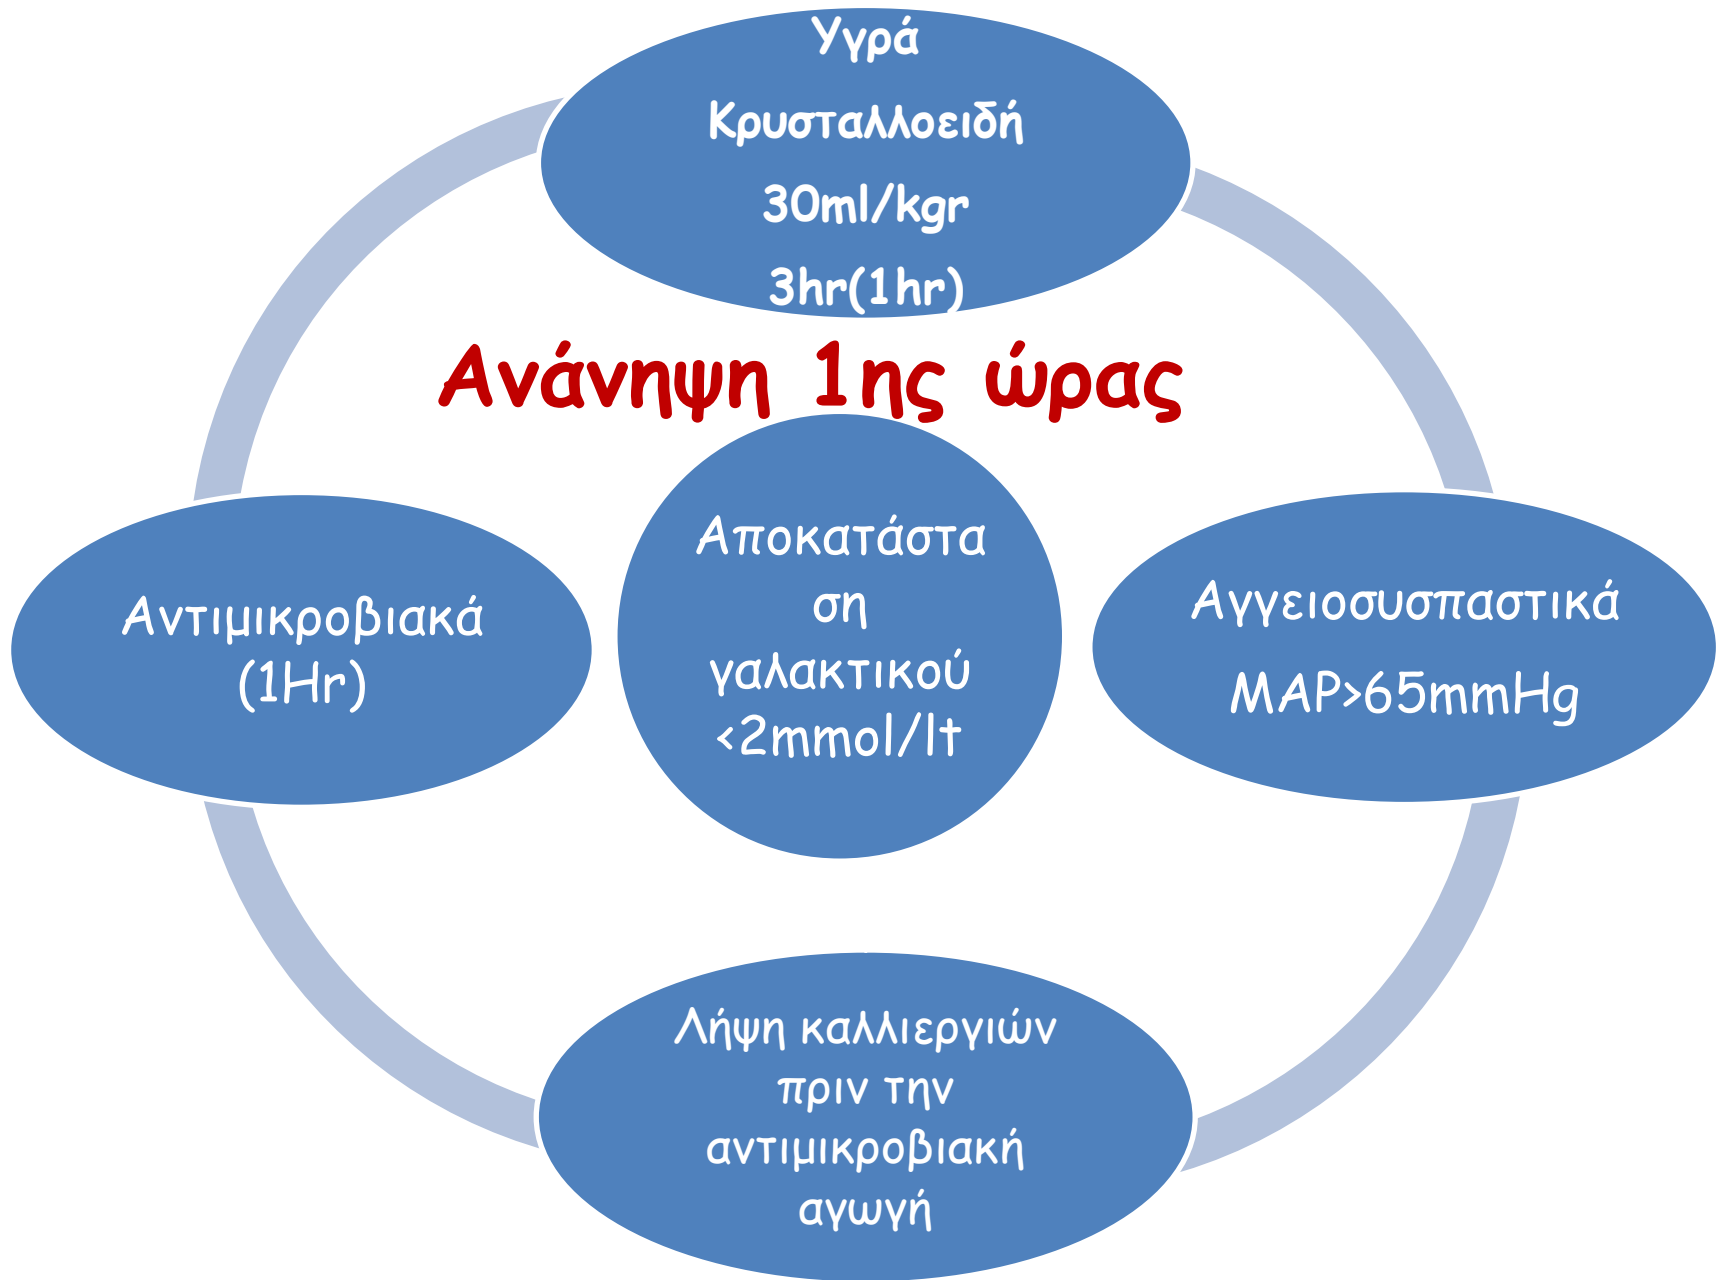 Υγρά
Κρυσταλλοειδή
30ml/kgr
3hr(1hr)
Ανάνηψη 1ης ώρας
Αποκατάστα
ση
γαλακτικού
<2mmol/lt
Αντιμικροβιακά
(1Hr)
Αγγειοσυσπαστικά
MAP>65mmHg
Λήψη καλλιεργιών
πριν την
αντιμικροβιακή
αγωγή